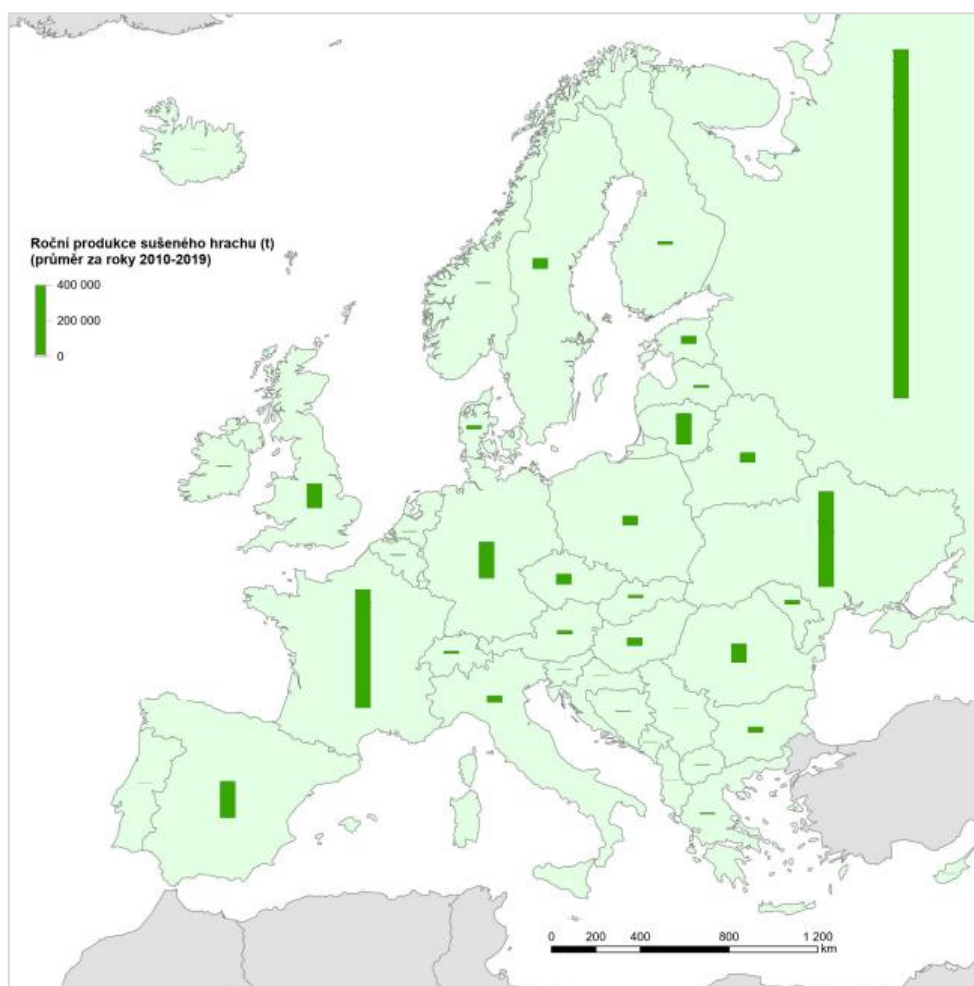 Roční produkce sušeného hrachu (t)
(průměr za roky 2010-2019)
400 000
200 000
0
0 200 400 800 1 200
km